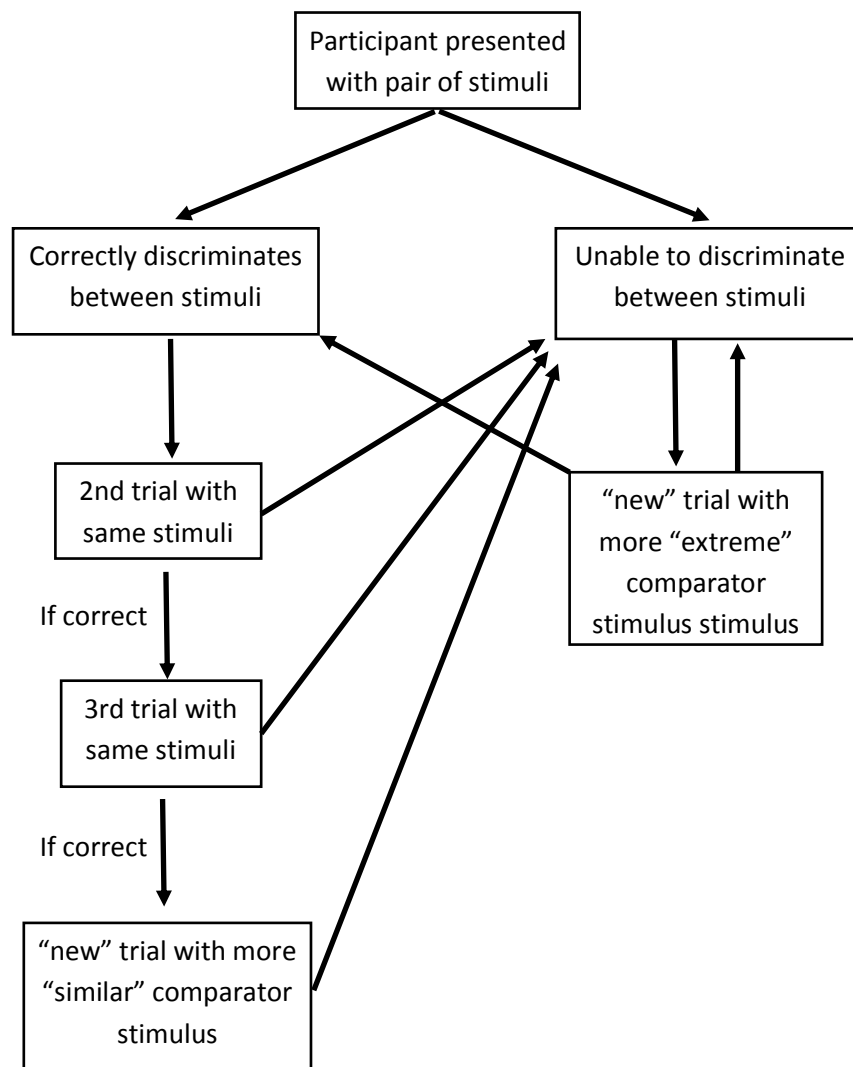 Participant presented
with pair of stimuli
Correctly discriminates
between stimuli
Unable to discriminate
between stimuli
2nd trial with
same stimuli
“new” trial with
more “extreme”
comparator
stimulus stimulus
If correct
3rd trial with
same stimuli
If correct
“new” trial with more
“similar” comparator
stimulus